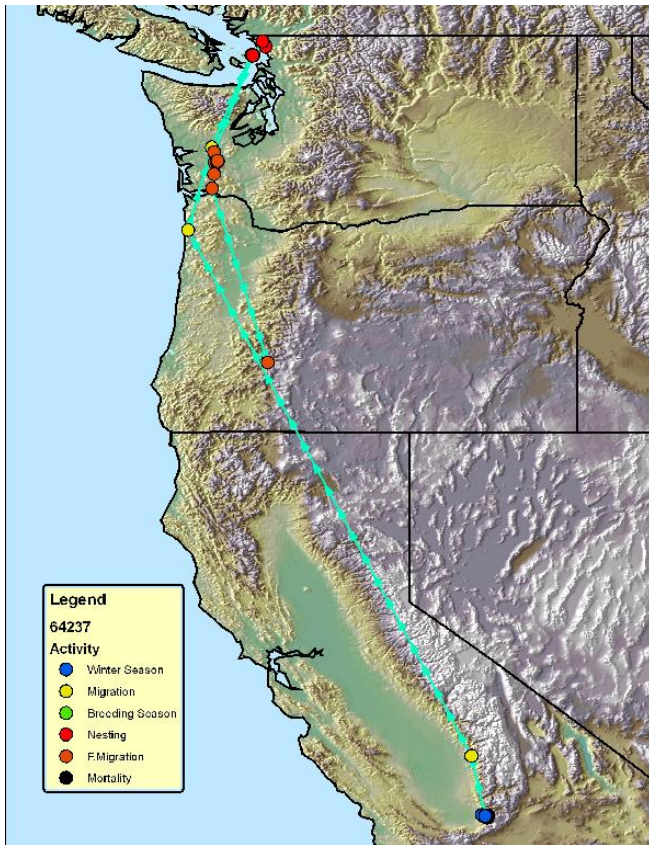 Legend
64237
Activity
Winter Season
Migration
Breeding Season
Nesting
F.Migration
Mortality